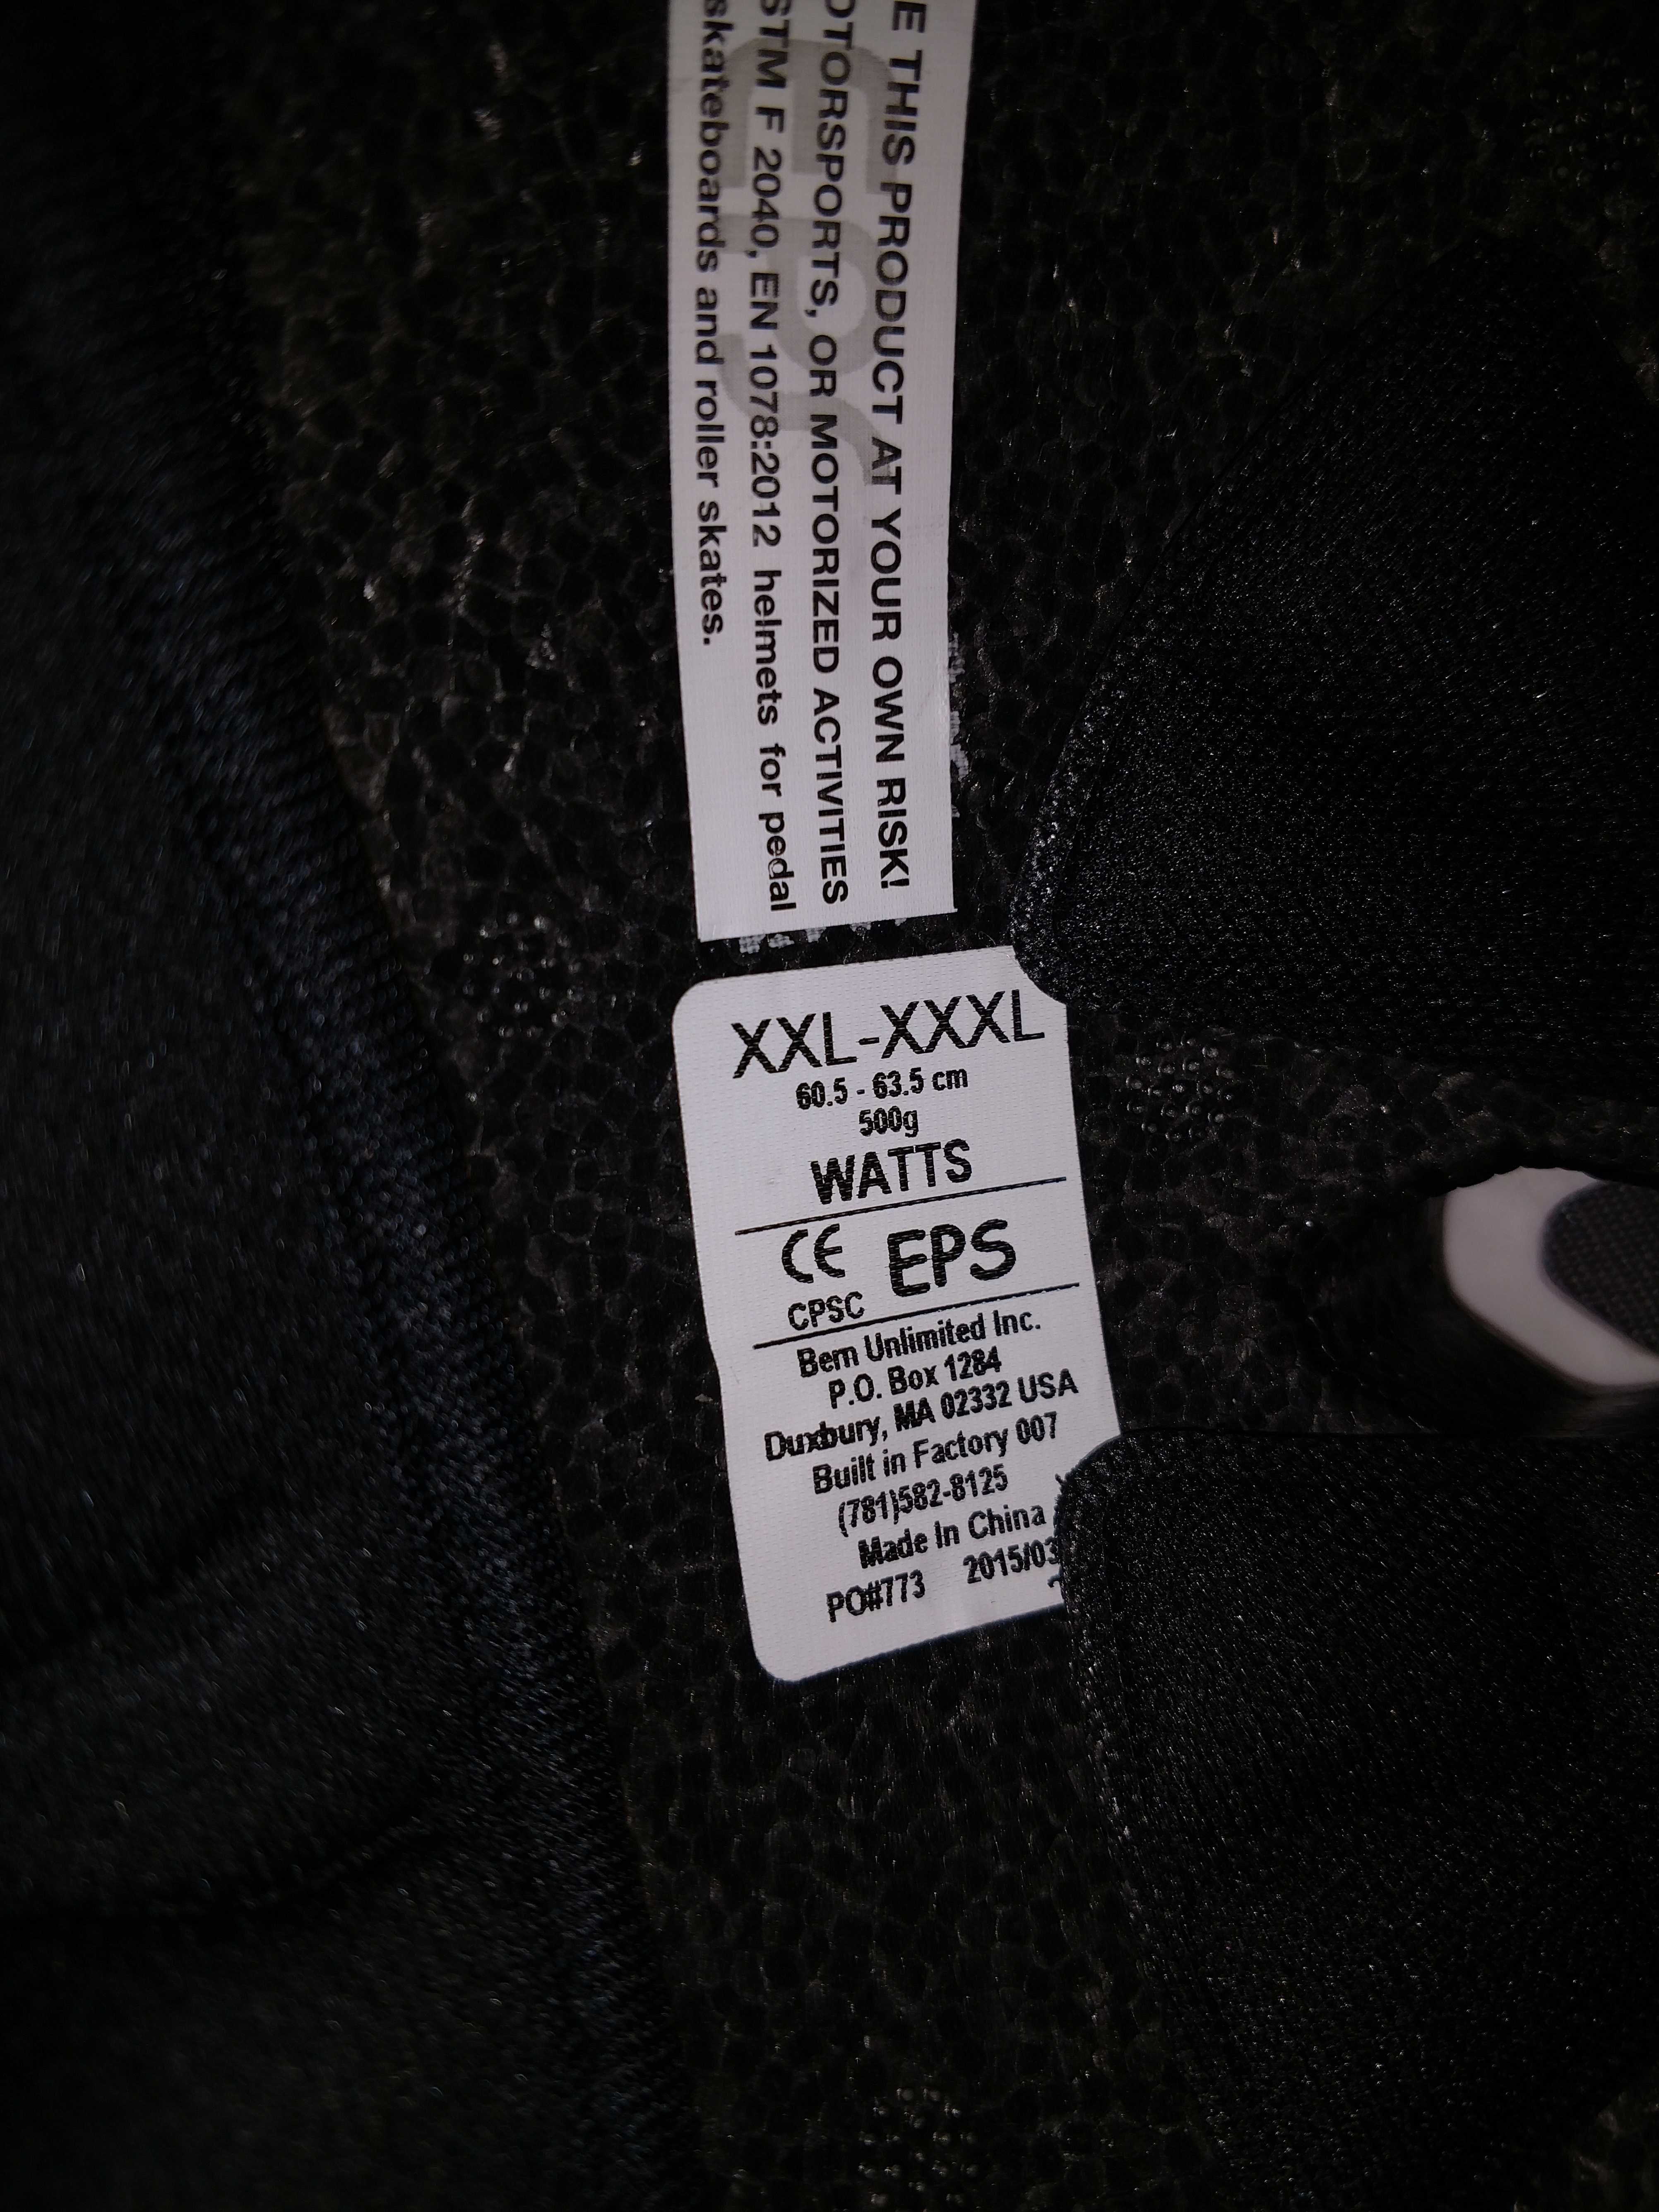 E THIS PRODUCT AT YOUR OWN RISK!
OTORSPORTS, OR MOTORIZED ACTIVITIES
STM F 2040, EN 1078:2012 helmets for pedal
skateboards and roller skates.
XXL-XXXL
60.5 - 63.5 cm
500g
WATTS
CE EPS
CPSC
Bern Unlimited Inc.
P.O. Box 1284
Duxbury, MA 02332 USA
Built in Factory 007
(781)582-8125
Made In China
PO#773 2015/03